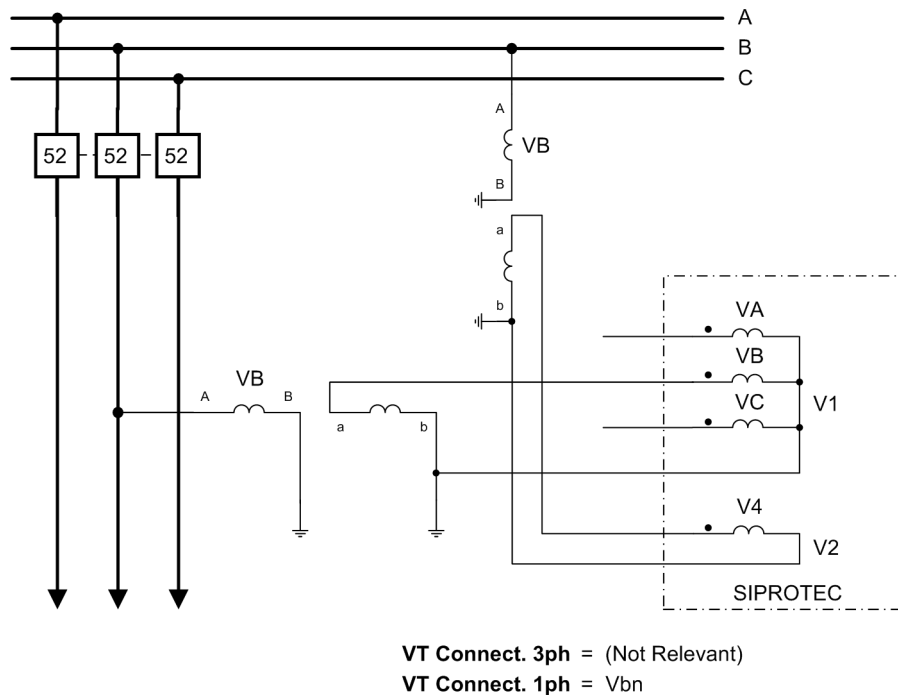 A
B
C
A
VB
52
52
52
B
a
b
VA
VB
VB
A
B
VC
V1
a
b
V4
V2
SIPROTEC
VT Connect. 3ph = (Not Relevant)
VT Connect. 1ph = Vbn